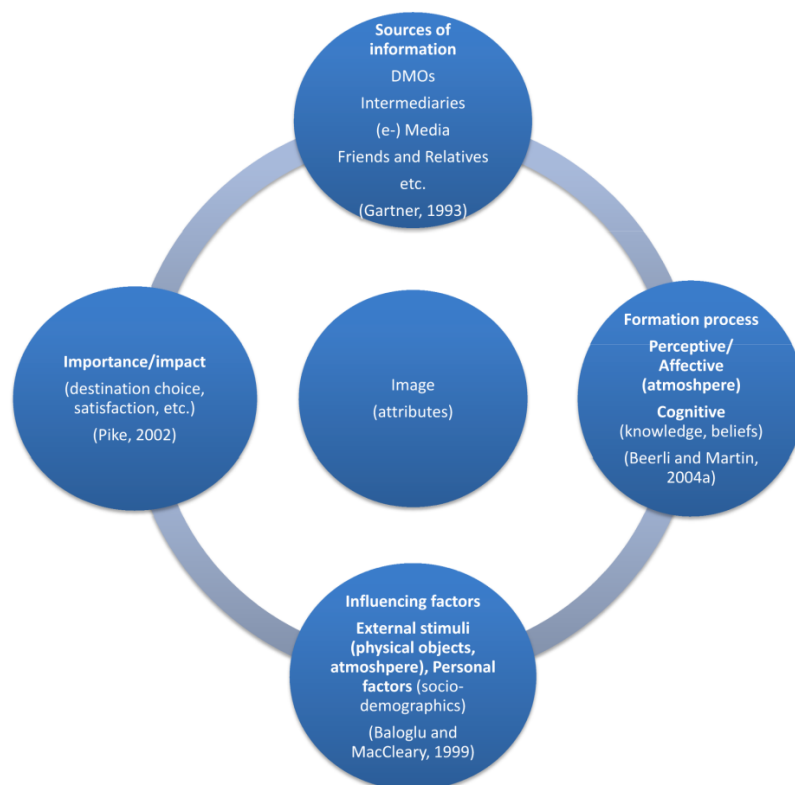 Sources of
information
DMOs
Intermediaries
(e-) Media
Friends and Relatives
etc.
(Gartner, 1993)
Formation process
Perceptive/
Affective
(atmoshpere)
Cognitive
(knowledge, beliefs)
(Beerli and Martin,
2004a)
Importance/impact
(destination choice,
satisfaction, etc.)
(Pike, 2002)
Image
(attributes)
Influencing factors
External stimuli
(physical objects,
atmoshpere), Personal
factors (socio-
demographics)
(Baloglu and
MacCleary, 1999)